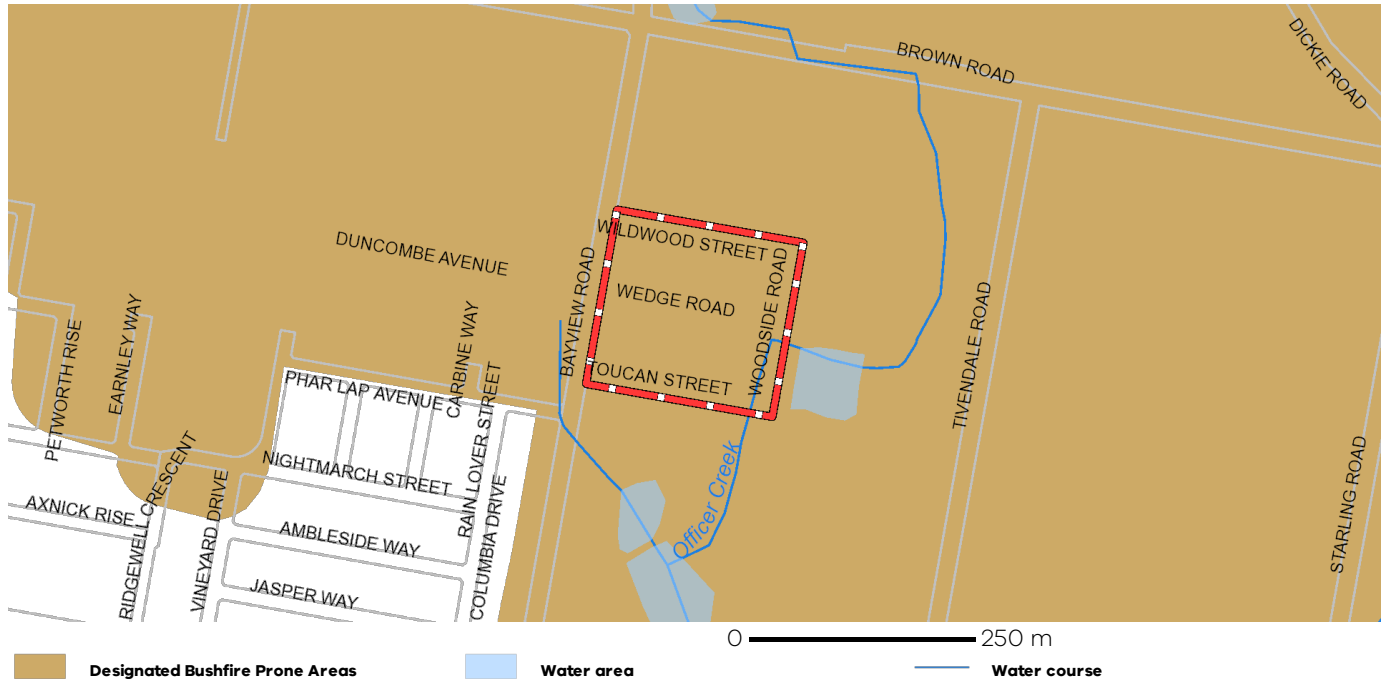 BROWN ROAD
DICKIE ROAD
WILDWOOD STREET
DUNCOMBE AVENUE
BAYVIEW ROAD
WEDGE ROAD
WOODSIDE ROAD
TIVENDALE ROAD
PETWORTH RISE
EARNLEY WAY
CARBINE WAY
TOUCAN STREET
PHAR LAP AVENUE
RAIN LOVER STREET
NIGHTMARCH STREET
Officer Creek
STARLING ROAD
AXNICK RISE
RIDGEWELL CRESCENT
VINEYARD DRIVE
AMBLESIDE WAY
COLUMBIA DRIVE
JASPER WAY
0 250 m
Designated Bushfire Prone Areas
Water area
Water course